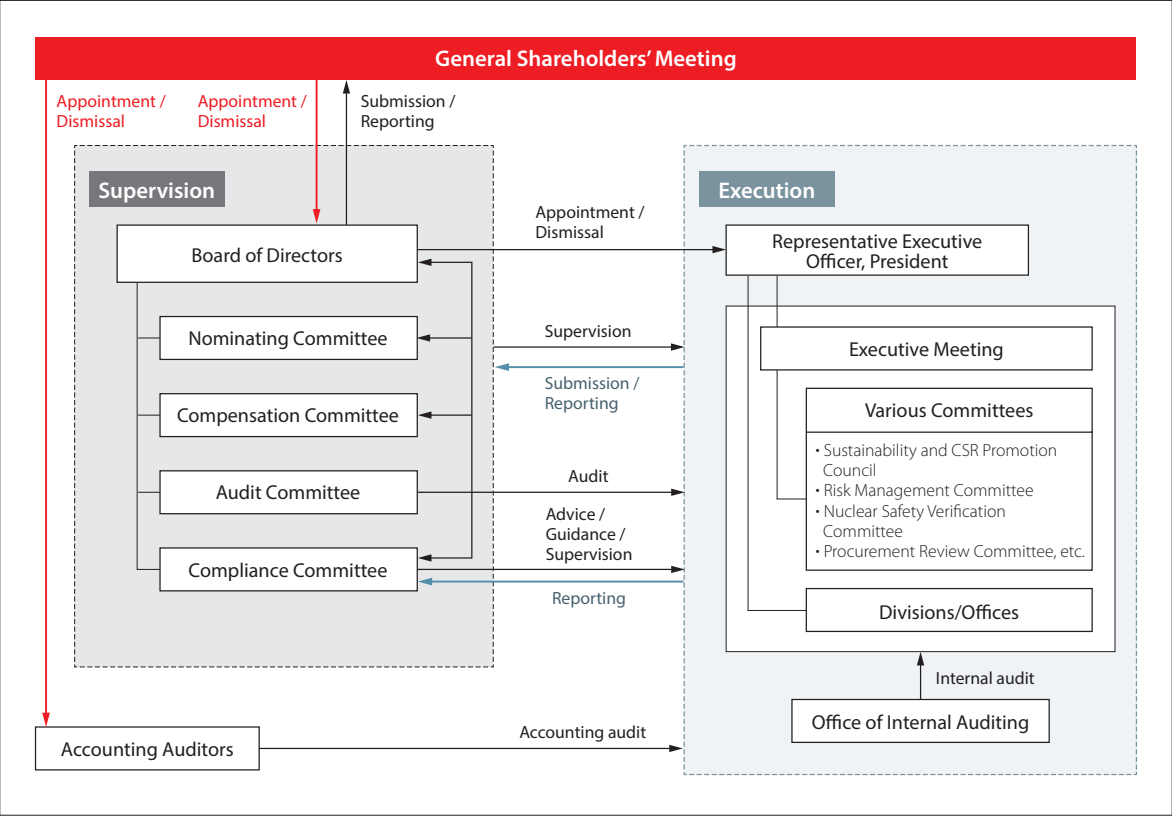 General Shareholders' Meeting
Appointment /
Dismissal
Appointment /
Dismissal
Submission /
Reporting
Supervision
Board of Directors
Nominating Committee
Compensation Committee
Audit Committee
Compliance Committee
Appointment /
Dismissal
Supervision
Submission /
Reporting
Audit
Advice /
Guidance /
Supervision
Reporting
Execution
Representative Executive
Officer, President
Executive Meeting
Various Committees
• Sustainability and CSR Promotion
Council
• Risk Management Committee
• Nuclear Safety Verification
Committee
• Procurement Review Committee, etc.
Divisions/Offices
Internal audit
Office of Internal Auditing
Accounting Auditors
Accounting audit